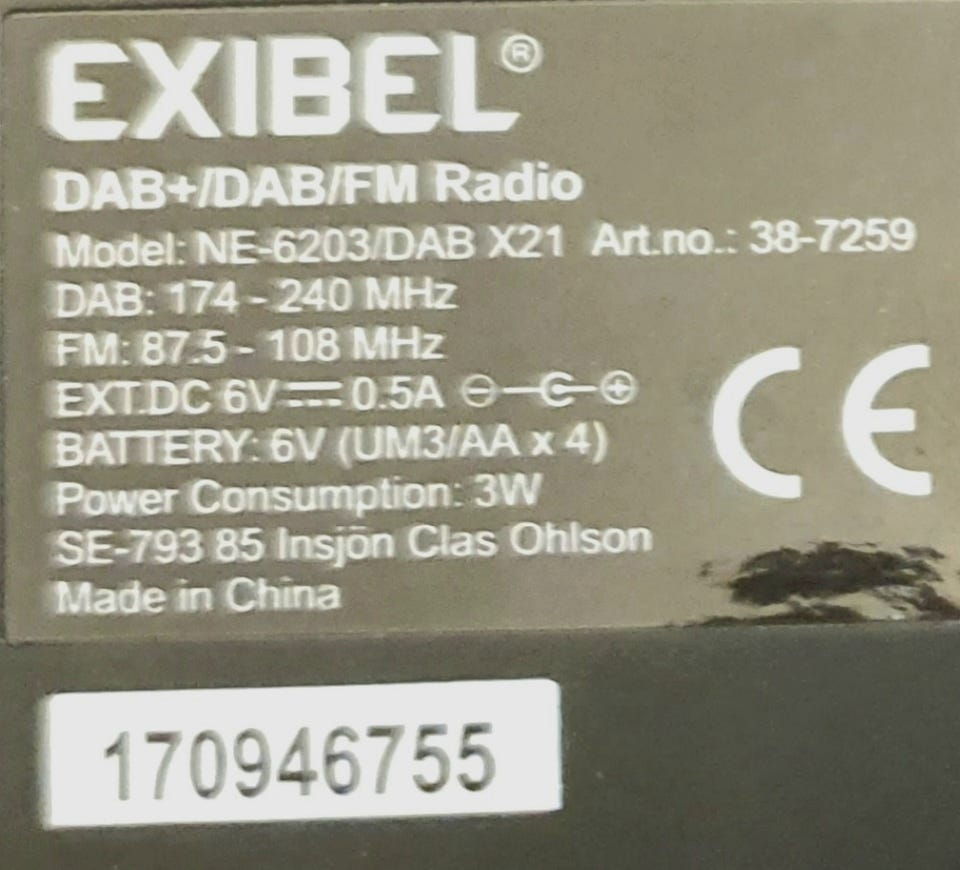 EXIBEL®
DAB+/DAB/FM Radio
Model: NE-6203/DAB X21 Art.no.: 38-7259
DAB: 174 - 240 MHz
FM: 87.5 - 108 MHz
EXT.DC 6V⎓0.5A ⊖-C-⊕
BATTERY: 6V (UM3/AA x 4)
Power Consumption: 3W
SE-793 85 Insjön Clas Ohlson
Made in China
CE
170946755